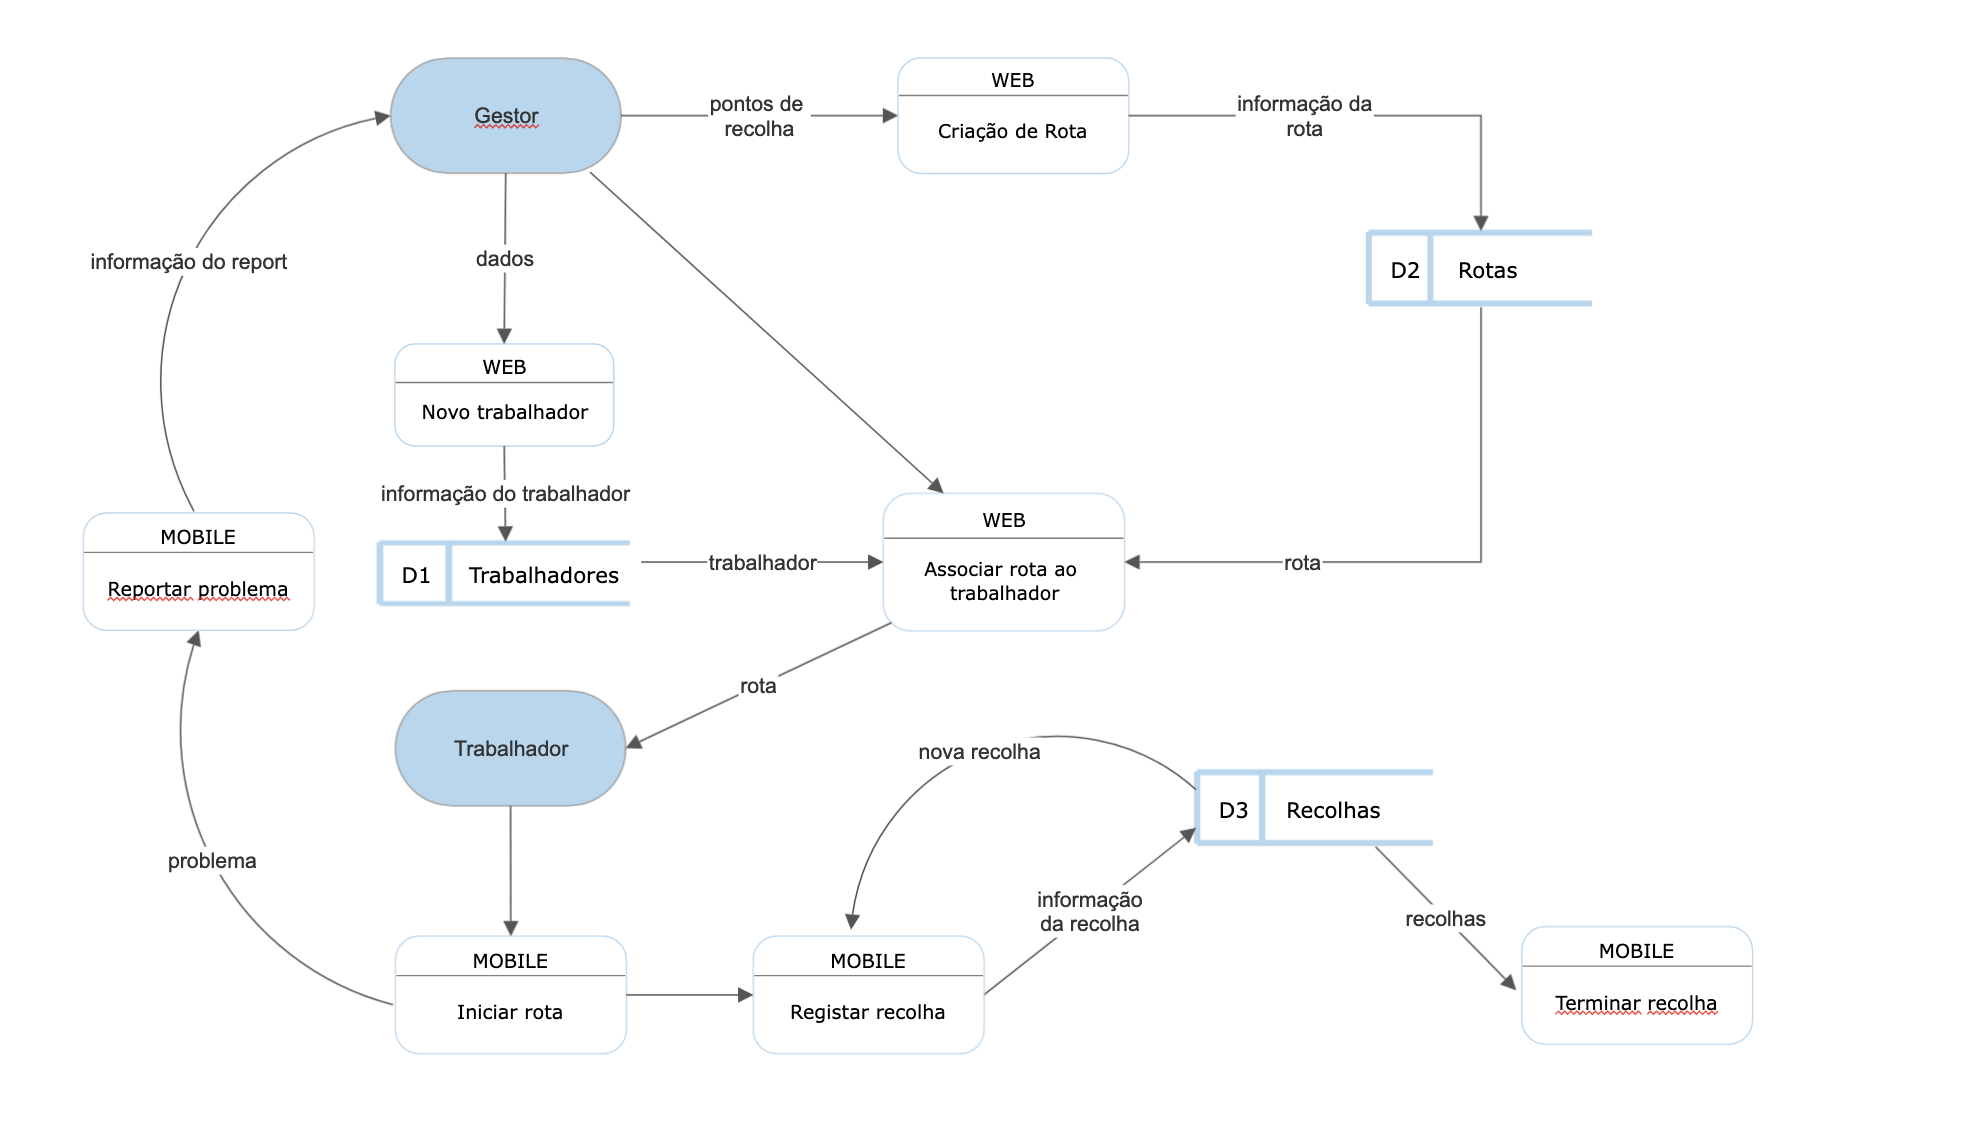 Gestor
pontos de
recolha
WEB
Criação de Rota
informação da
rota
informação do report
dados
D2
Rotas
WEB
Novo trabalhador
informação do trabalhador
MOBILE
Reportar problema
D1
Trabalhadores
trabalhador
WEB
Associar rota ao
trabalhador
rota
rota
Trabalhador
nova recolha
D3
Recolhas
problema
informação
da recolha
recolhas
MOBILE
Iniciar rota
MOBILE
Registar recolha
MOBILE
Terminar recolha